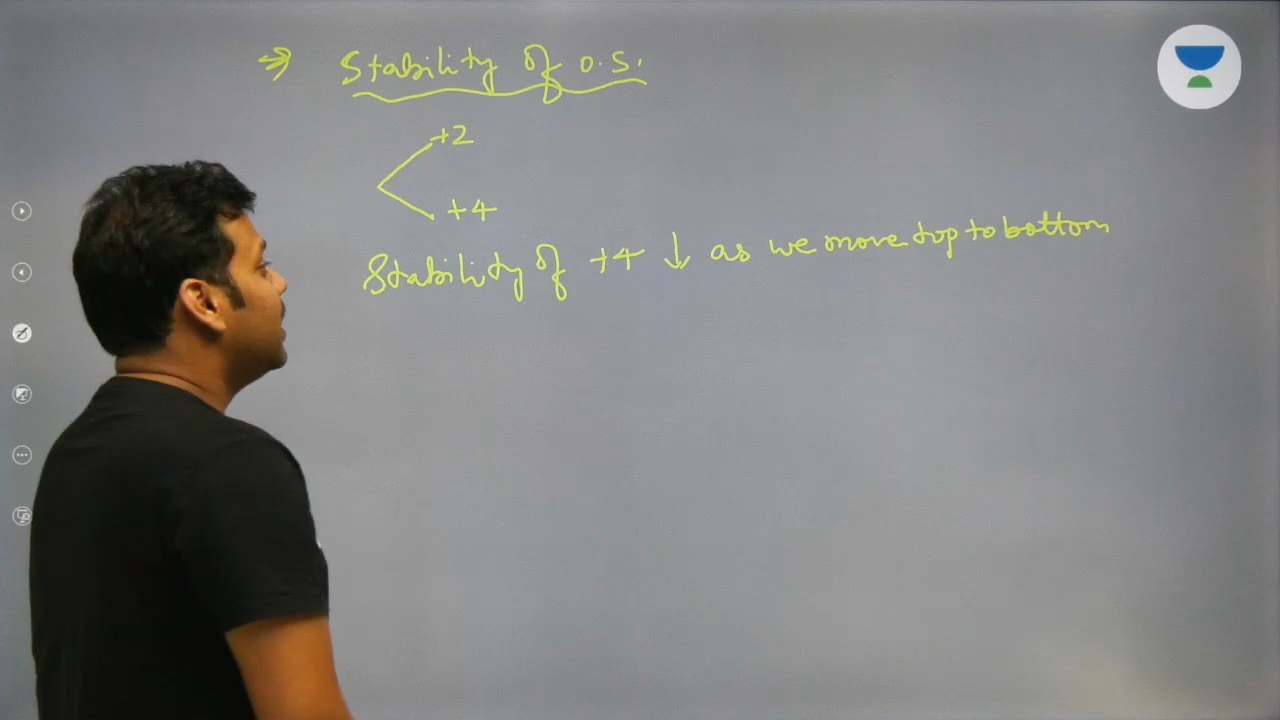 → Stability of O.S.
+2
+4
Stability of +4 ↓ as we move top to bottom